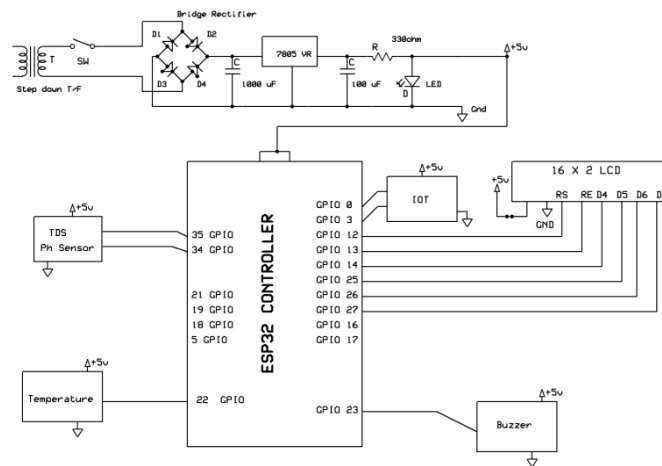 Bridge Rectifier
D1
D2
D3
D4
T
SW
Step down T/F
C
1000 uF
7805 VR
C
100 uF
R
330ohm
D
LED
+5v
Gnd
ESP32 CONTROLLER
GPIO 0
GPIO 3
GPIO 12
GPIO 13
GPIO 14
GPIO 25
GPIO 26
GPIO 27
GPIO 16
GPIO 17
GPIO 23
35 GPIO
34 GPIO
21 GPIO
19 GPIO
18 GPIO
5 GPIO
22 GPIO
+5v
IOT
+5v
16 X 2 LCD
RS
RE
D4
D5
D6
D
GND
+5v
TDS
Ph Sensor
+5v
Temperature
+5v
Buzzer